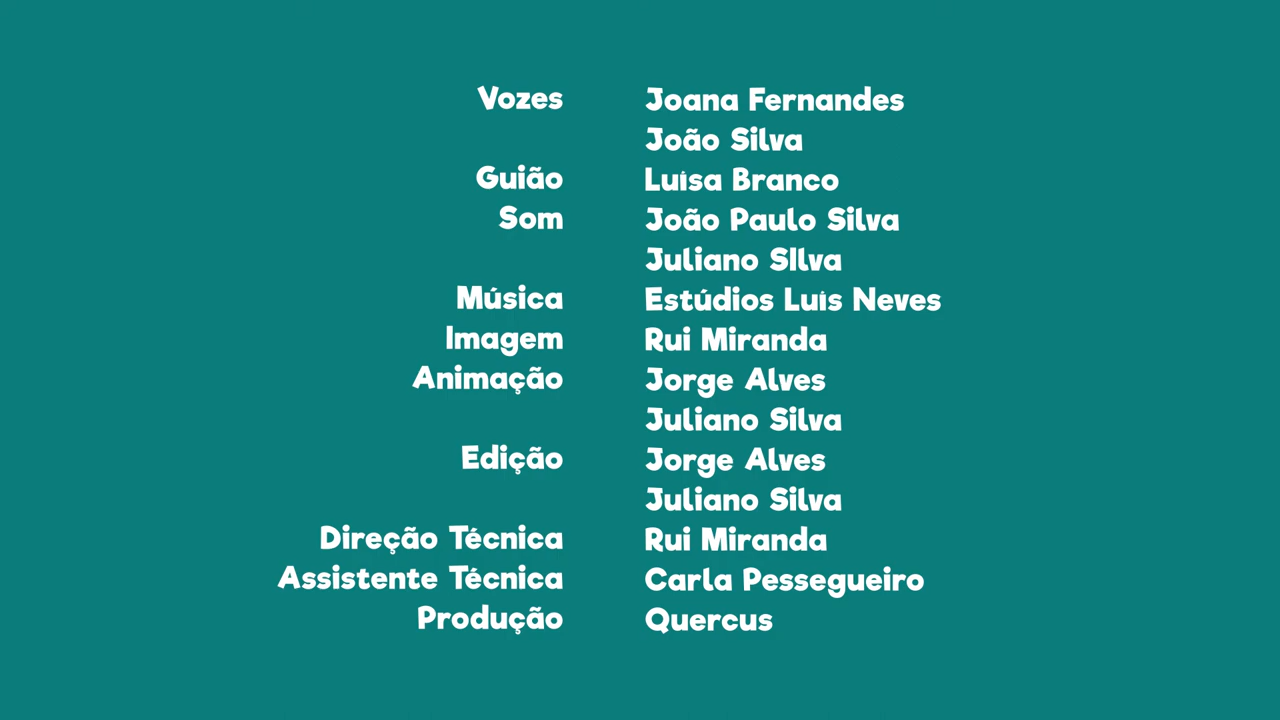 Vozes Joana Fernandes
João Silva
Guião Luísa Branco
Som João Paulo Silva
Juliano SIlva
Música Estúdios Luís Neves
Imagem Rui Miranda
Animação Jorge Alves
Juliano Silva
Edição Jorge Alves
Juliano Silva
Direção Técnica Rui Miranda
Assistente Técnica Carla Pessegueiro
Produção Quercus